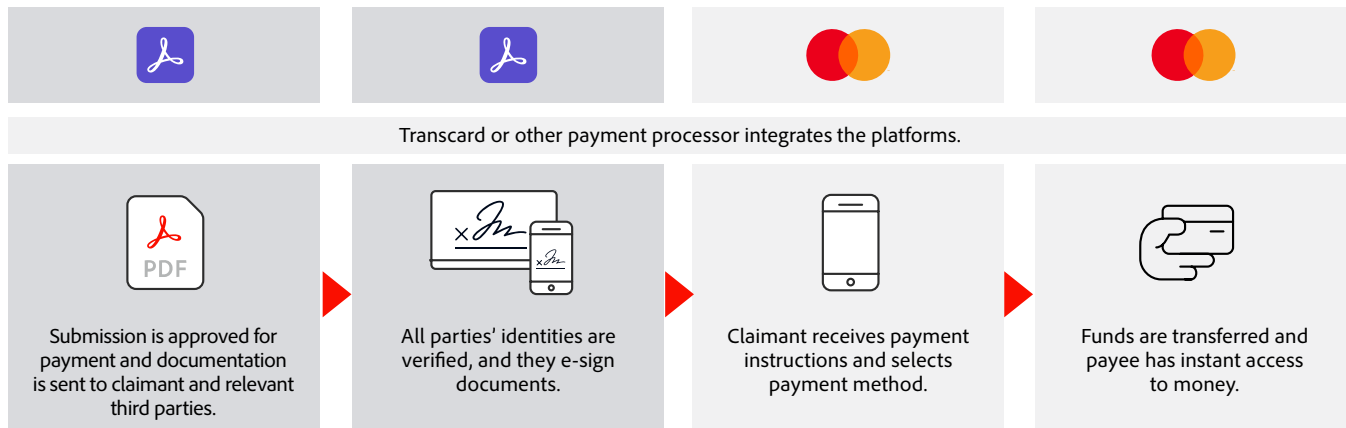 Transcard or other payment processor integrates the platforms.
PDF
Submission is approved for
payment and documentation
is sent to claimant and relevant
third parties.
x
x
All parties’ identities are
verified, and they e-sign
documents.
Claimant receives payment
instructions and selects
payment method.
Funds are transferred and
payee has instant access
to money.